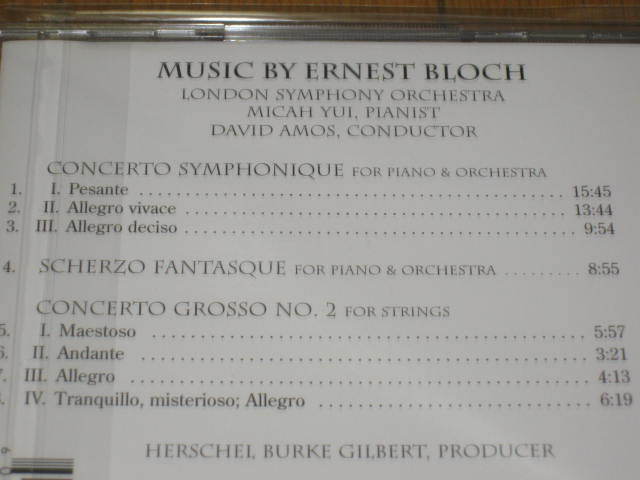 MUSIC BY ERNEST BLOCH
LONDON SYMPHONY ORCHESTRA
MICAH YUI, PIANIST
DAVID AMOS, CONDUCTOR
CONCERTO SYMPHONIQUE FOR PIANO & ORCHESTRA
1. I. Pesante 15:45
2. II. Allegro vivace 13:44
3. III. Allegro deciso 9:54
4. SCHERZO FANTASQUE FOR PIANO & ORCHESTRA 8:55
CONCERTO GROSSO NO. 2 FOR STRINGS
5. I. Maestoso 5:57
6. II. Andante 3:21
7. III. Allegro 4:13
. IV. Tranquillo, misterioso; Allegro 6:19
HERSCHEL BURKE GILBERT, PRODUCER